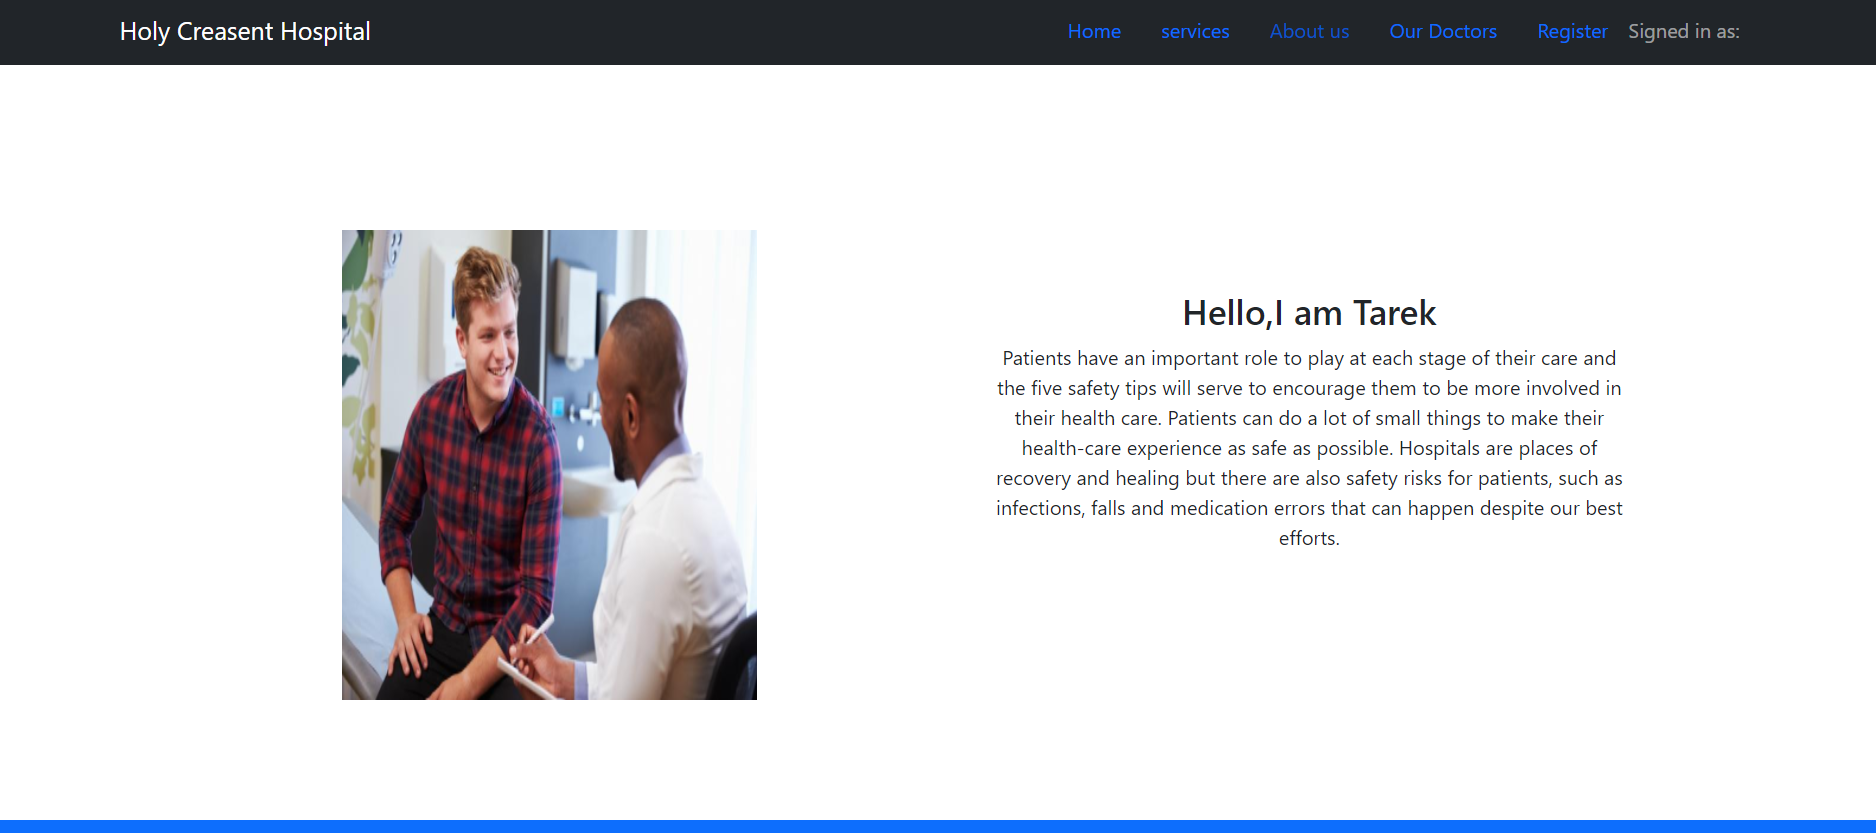 Holy Creasent Hospital
Home services About us Our Doctors Register Signed in as:
Hello,I am Tarek
Patients have an important role to play at each stage of their care and
the five safety tips will serve to encourage them to be more involved in
their health care. Patients can do a lot of small things to make their
health-care experience as safe as possible. Hospitals are places of
recovery and healing but there are also safety risks for patients, such as
infections, falls and medication errors that can happen despite our best
efforts.